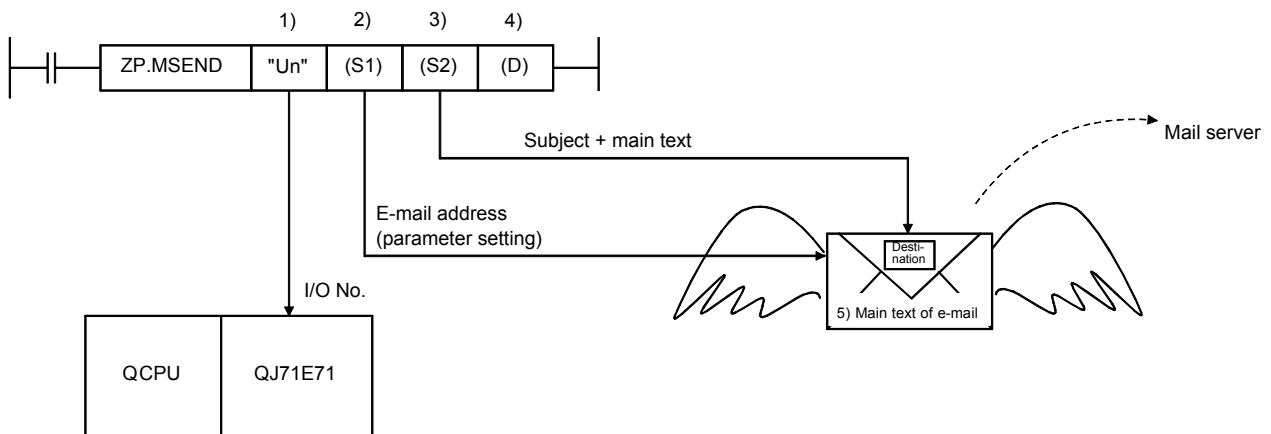 1) 2) 3) 4)
ZP.MSEND "Un" (S1) (S2) (D)
Subject + main text
Mail server
E-mail address
(parameter setting)
Desti-
nation
I/O No.
5) Main text of e-mail
QCPU QJ71E71